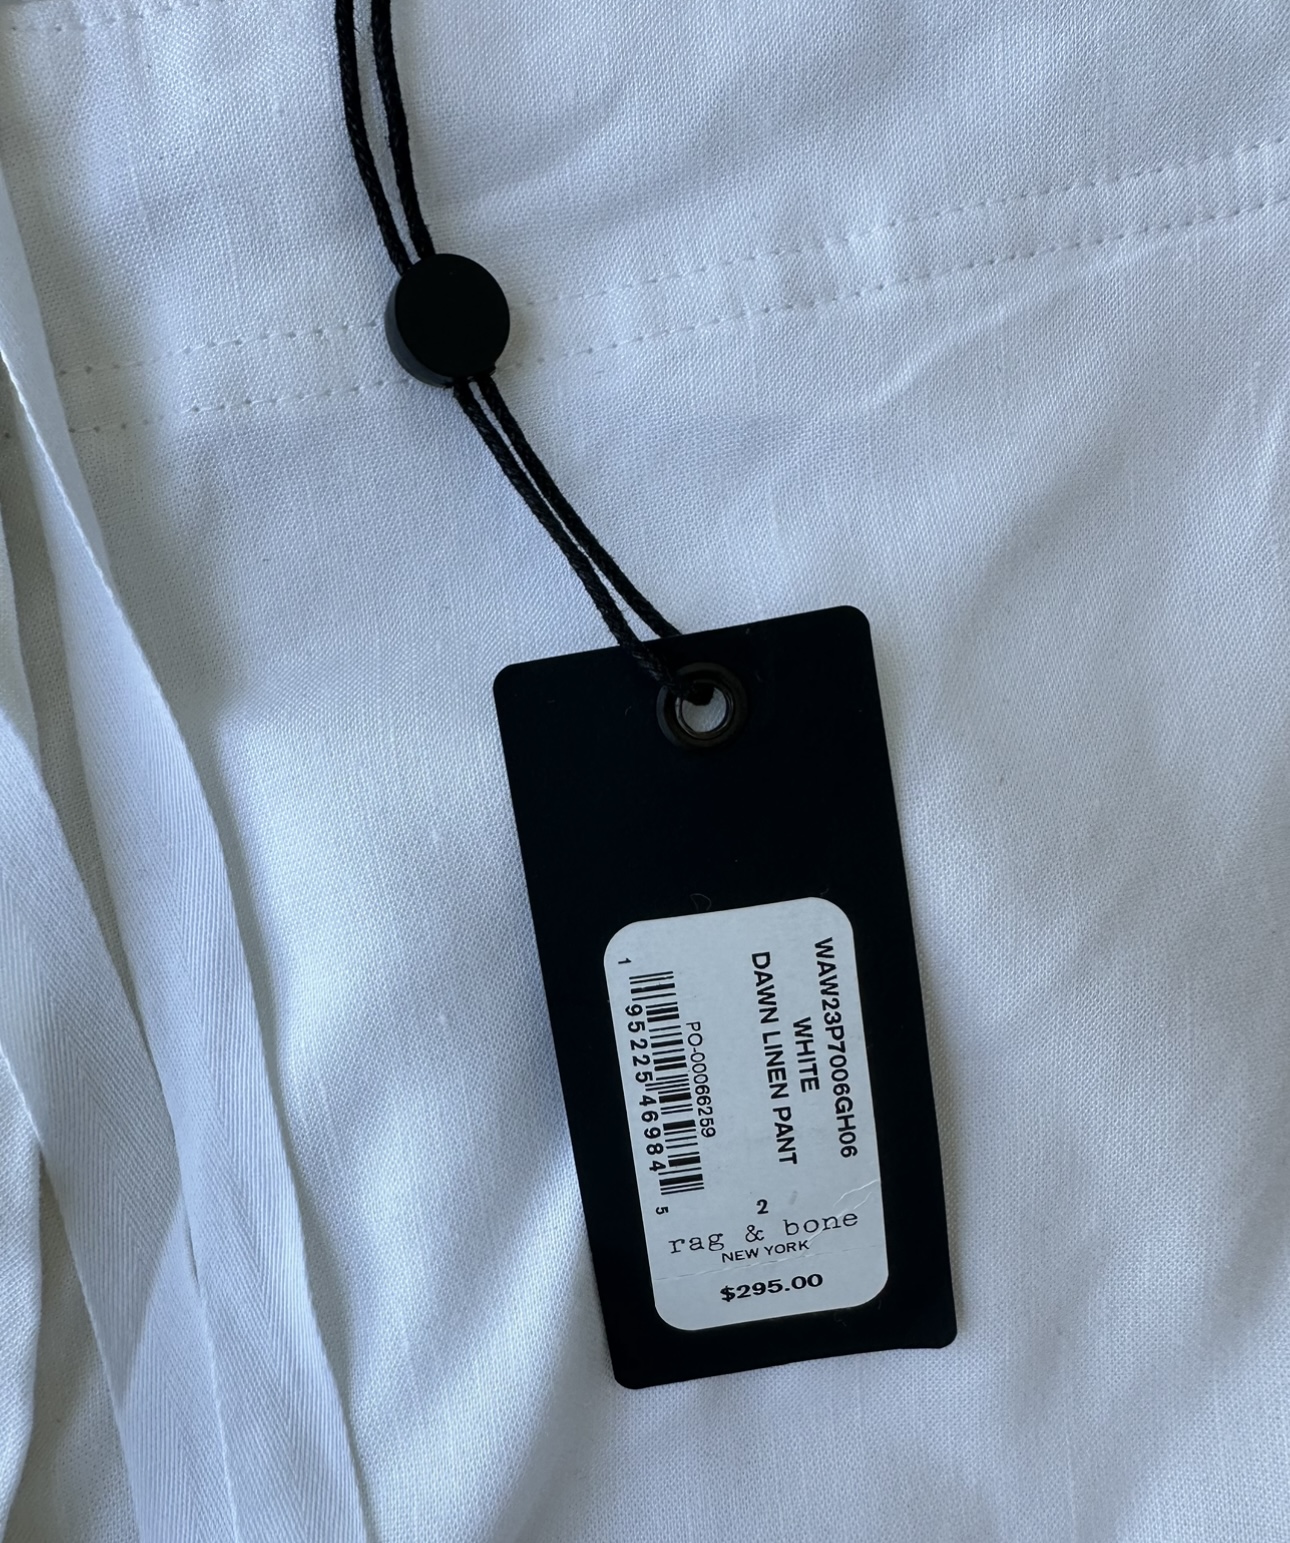 WAW23P7006GH06
WHITE
DAWN LINEN PANT
PO-00066259
1 95225 46984 5
2
rag & bone
NEW YORK
$295.00